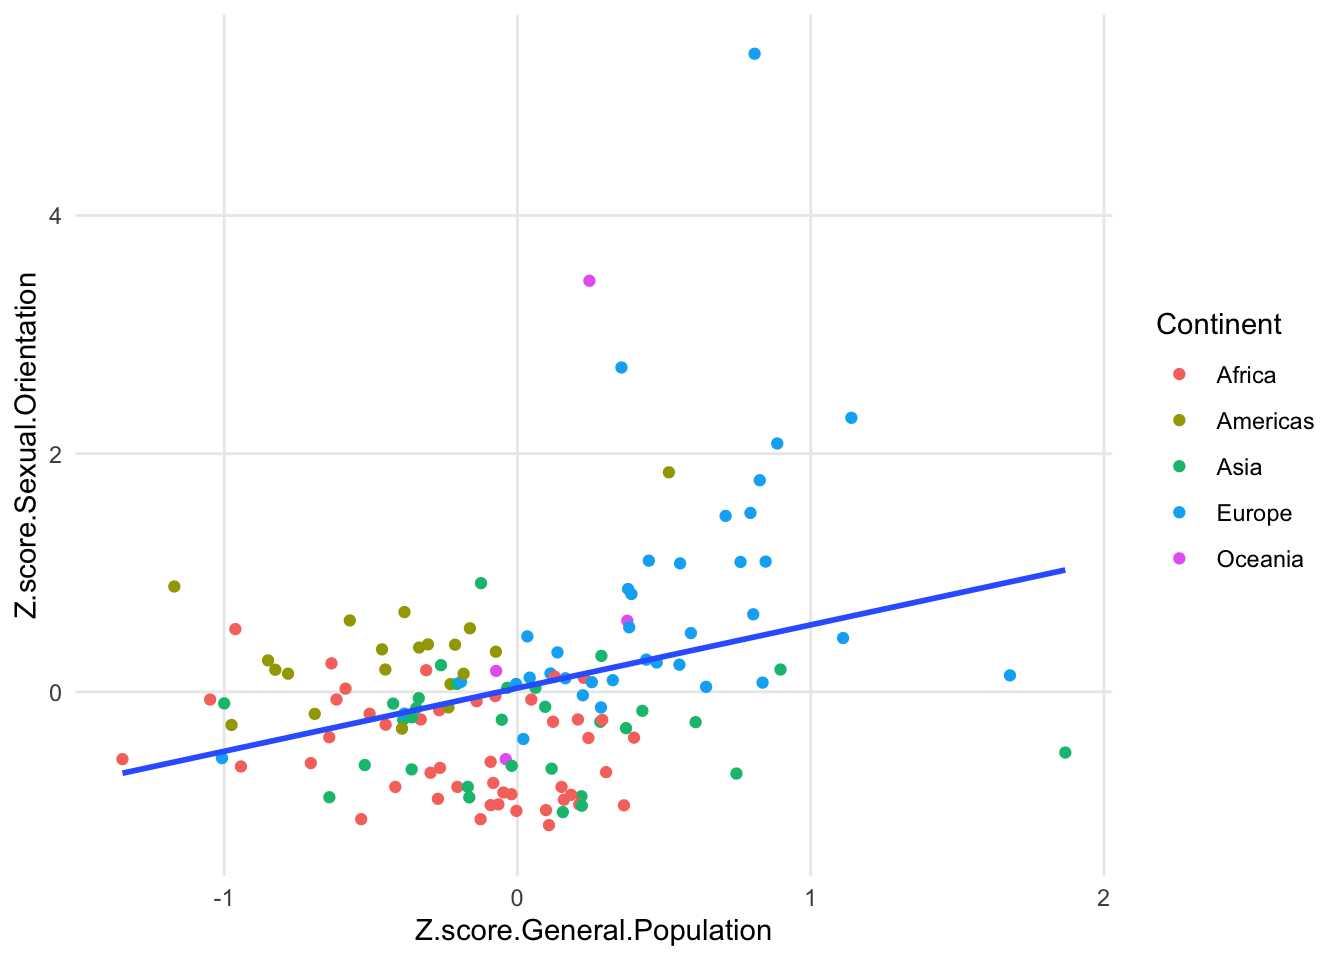 4
2
0
-1
0
1
2
Z.score.General.Population
Z.score.Sexual.Orientation
Continent
Africa
Americas
Asia
Europe
Oceania